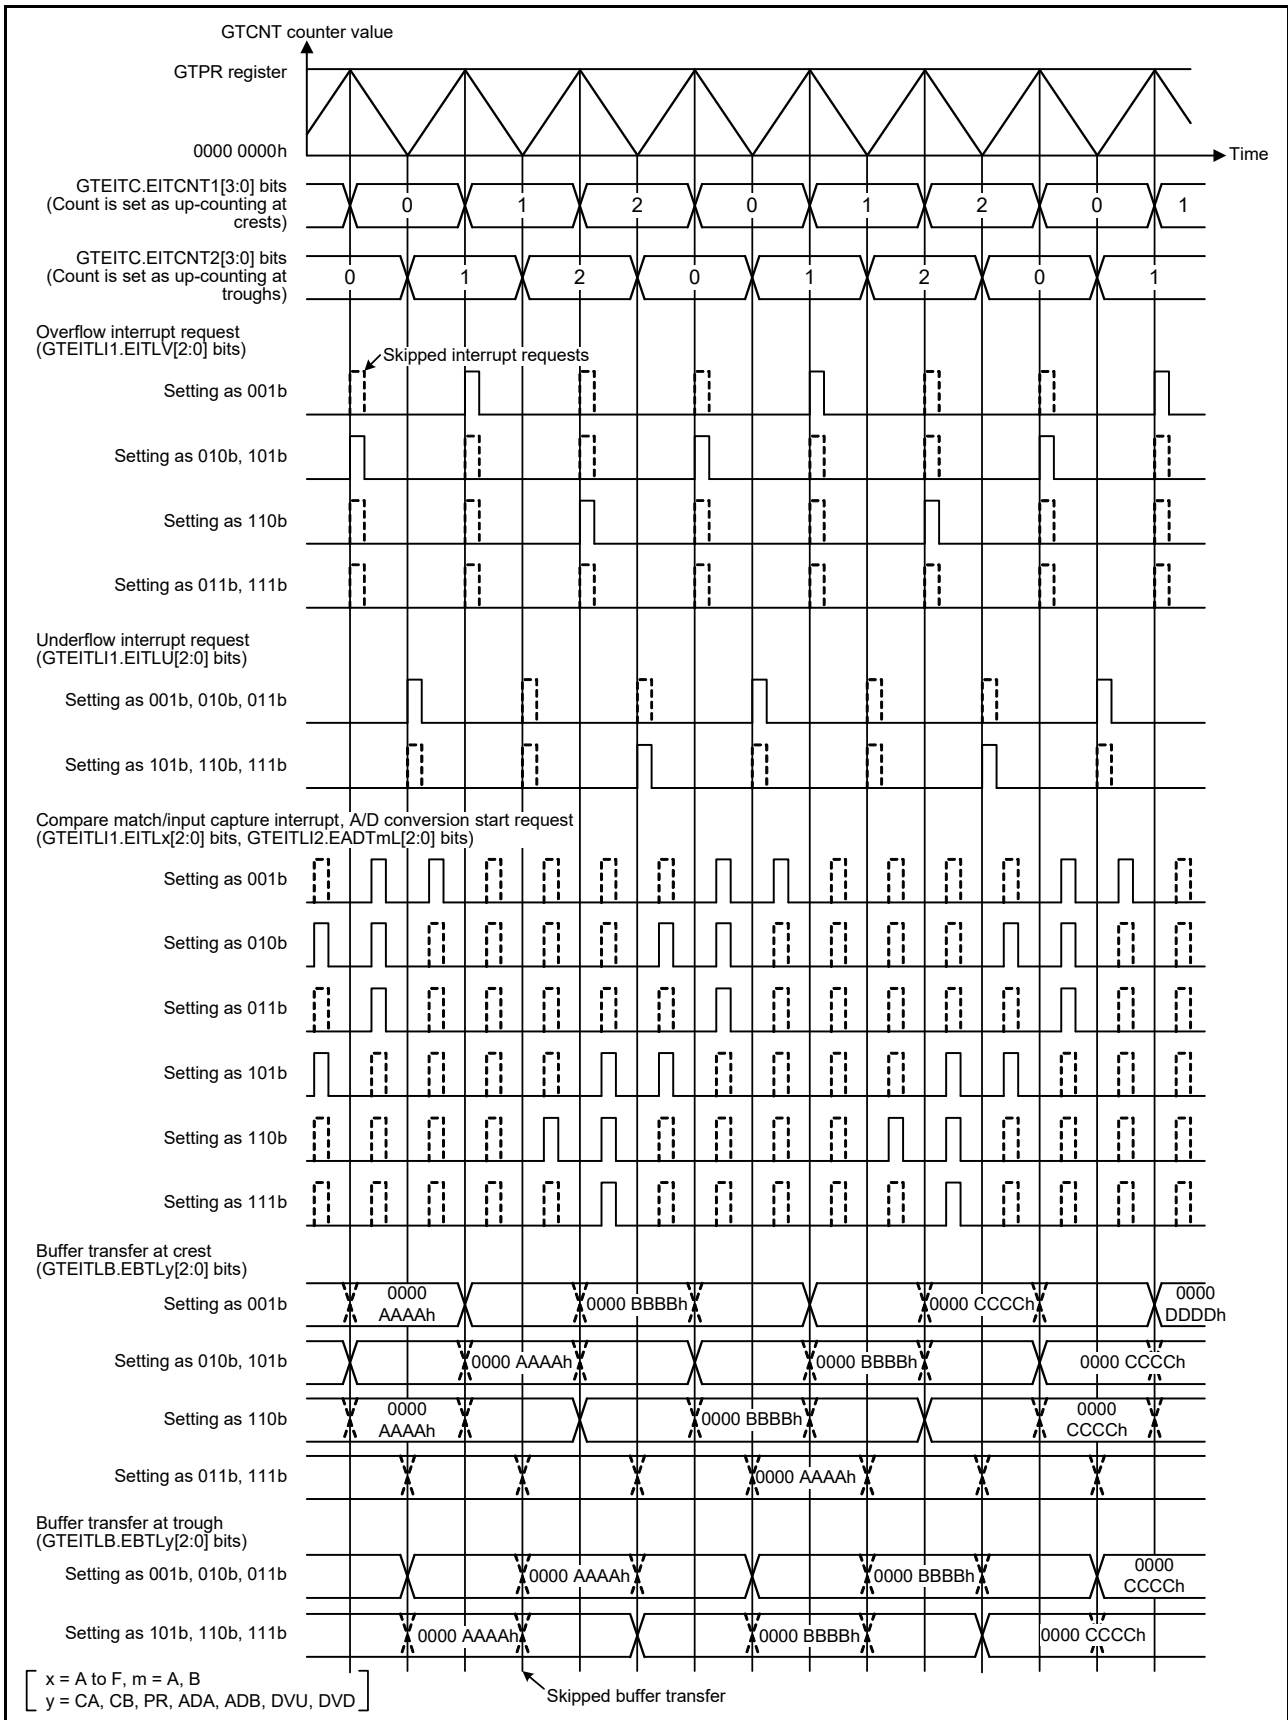 GTCNT counter value
GTPR register
0000 0000h
Time
GTEITC.EITCNT1[3:0] bits
(Count is set as up-counting at
crests)
0 1 2 0 1 2 0 1
GTEITC.EITCNT2[3:0] bits
(Count is set as up-counting at
troughs)
0 1 2 0 1 2 0 1
Overflow interrupt request
(GTEITLI1.EITLV[2:0] bits)
Skipped interrupt requests
Setting as 001b
Setting as 010b, 101b
Setting as 110b
Setting as 011b, 111b
Underflow interrupt request
(GTEITLI1.EITLU[2:0] bits)
Setting as 001b, 010b, 011b
Setting as 101b, 110b, 111b
Compare match/input capture interrupt, A/D conversion start request
(GTEITLI1.EITLx[2:0] bits, GTEITLI2.EADTmL[2:0] bits)
Setting as 001b
Setting as 010b
Setting as 011b
Setting as 101b
Setting as 110b
Setting as 111b
Buffer transfer at crest
(GTEITLB.EBTLy[2:0] bits)
Setting as 001b
0000
AAAAh
0000 BBBBh
0000 CCCCh
0000
DDDDh
Setting as 010b, 101b
0000 AAAAh
0000 BBBBh
0000 CCCCh
Setting as 110b
0000
AAAAh
0000 BBBBh
0000
CCCCh
Setting as 011b, 111b
0000 AAAAh
Buffer transfer at trough
(GTEITLB.EBTLy[2:0] bits)
Setting as 001b, 010b, 011b
0000 AAAAh
0000 BBBBh
0000
CCCCh
Setting as 101b, 110b, 111b
0000 AAAAh
0000 BBBBh
0000 CCCCh
x = A to F, m = A, B
y = CA, CB, PR, ADA, ADB, DVU, DVD
Skipped buffer transfer